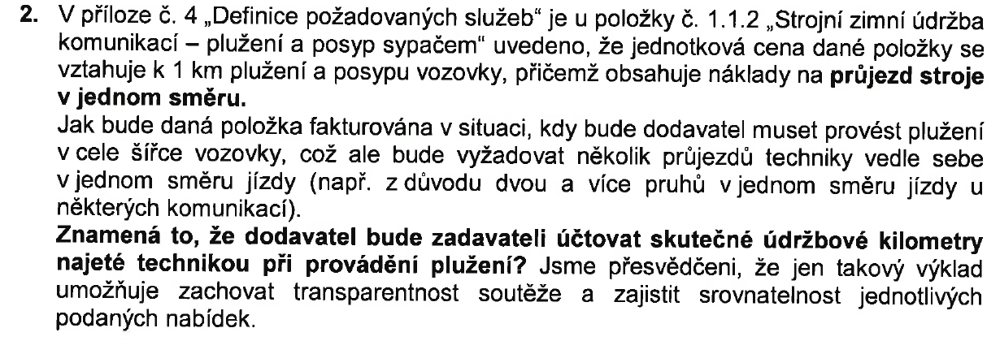 2. V příloze č. 4 „Definice požadovaných služeb“ je u položky č. 1.1.2 „Strojní zimní údržba
komunikací – plužení a posyp sypačem“ uvedeno, že jednotková cena dané položky se
vztahuje k 1 km plužení a posypu vozovky, přičemž obsahuje náklady na průjezd stroje
v jednom směru.
Jak bude daná položka fakturována v situaci, kdy bude dodavatel muset provést plužení
v cele šířce vozovky, což ale bude vyžadovat několik průjezdů techniky vedle sebe
v jednom směru jízdy (např. z důvodu dvou a více pruhů v jednom směru jízdy u
některých komunikací).
Znamená to, že dodavatel bude zadavateli účtovat skutečné údržbové kilometry
najeté technikou při provádění plužení? Jsme přesvědčeni, že jen takový výklad
umožňuje zachovat transparentnost soutěže a zajistit srovnatelnost jednotlivých
podaných nabídek.